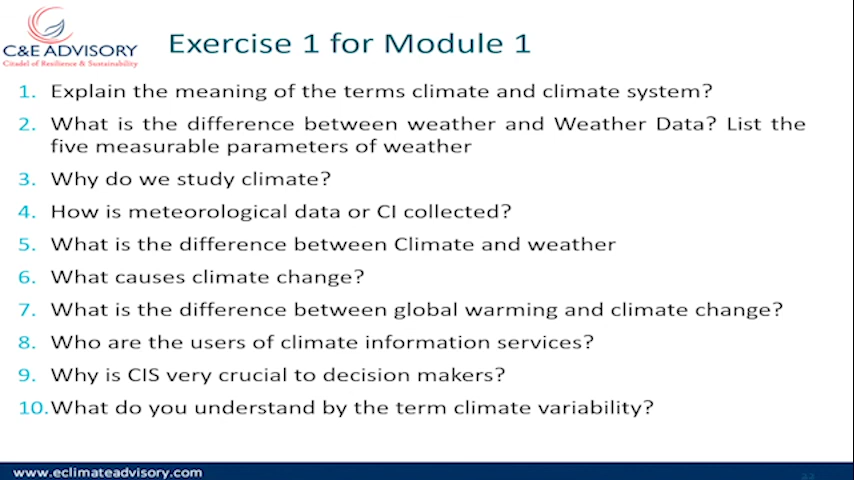 C&E ADVISORY
Citadel of Resilience & Sustainability
Exercise 1 for Module 1
1. Explain the meaning of the terms climate and climate system?
2. What is the difference between weather and Weather Data? List the
five measurable parameters of weather
3. Why do we study climate?
4. How is meteorological data or CI collected?
5. What is the difference between Climate and weather
6. What causes climate change?
7. What is the difference between global warming and climate change?
8. Who are the users of climate information services?
9. Why is CIS very crucial to decision makers?
10. What do you understand by the term climate variability?
www.eclimateadvisory.com